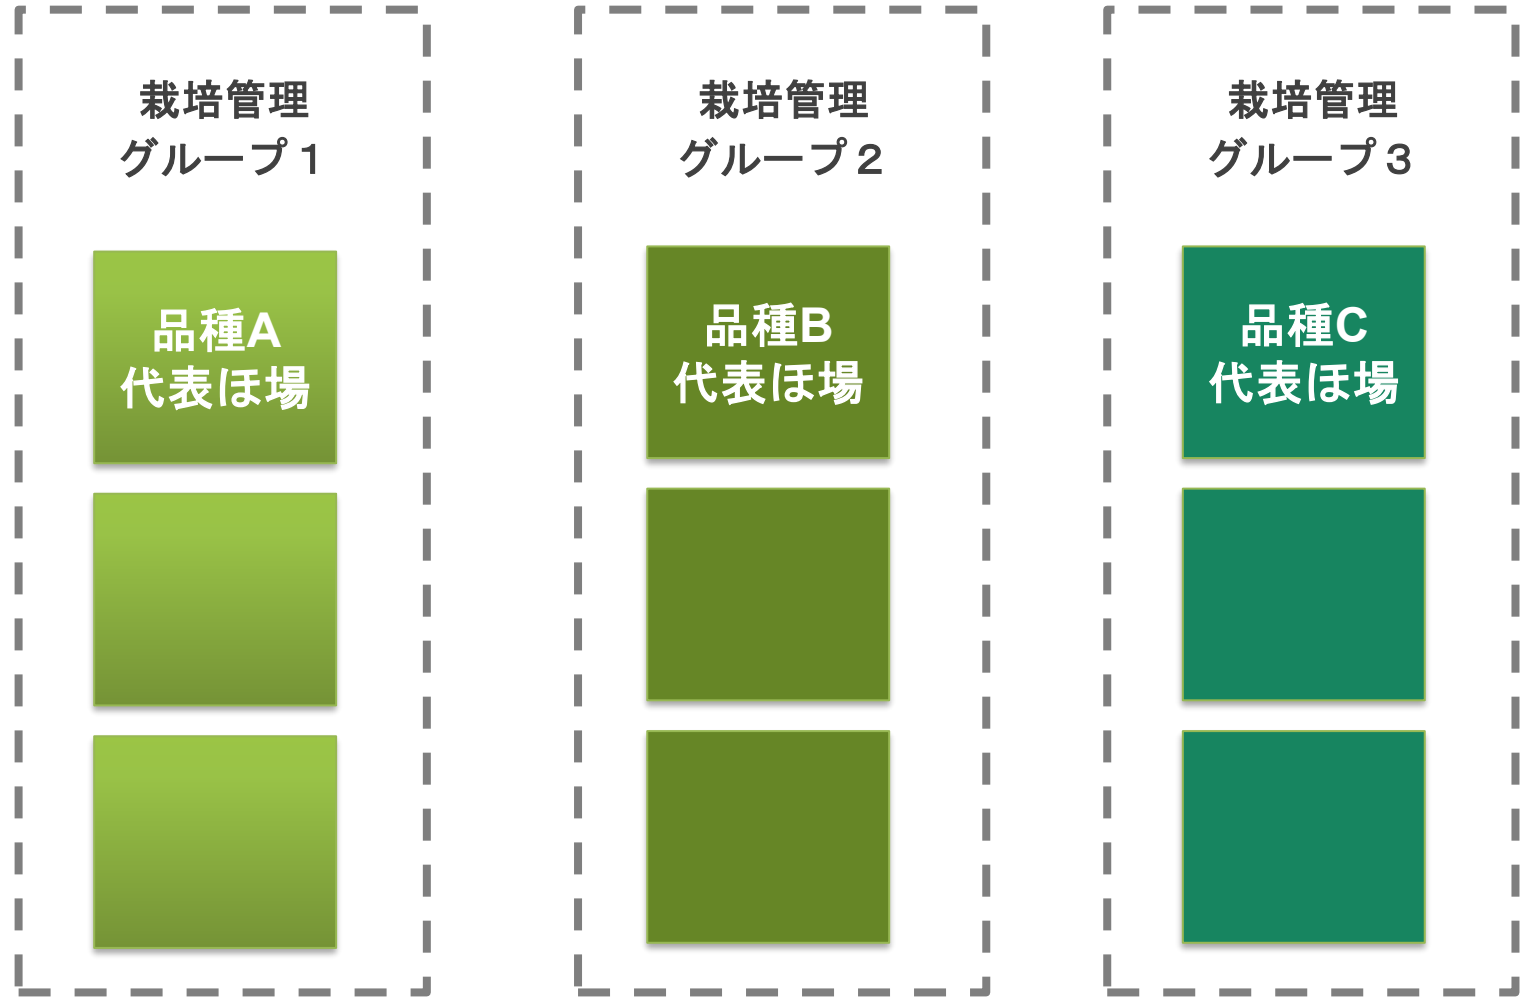 栽培管理
グループ１
品種A
代表ほ場
栽培管理
グループ２
品種B
代表ほ場
栽培管理
グループ３
品種C
代表ほ場